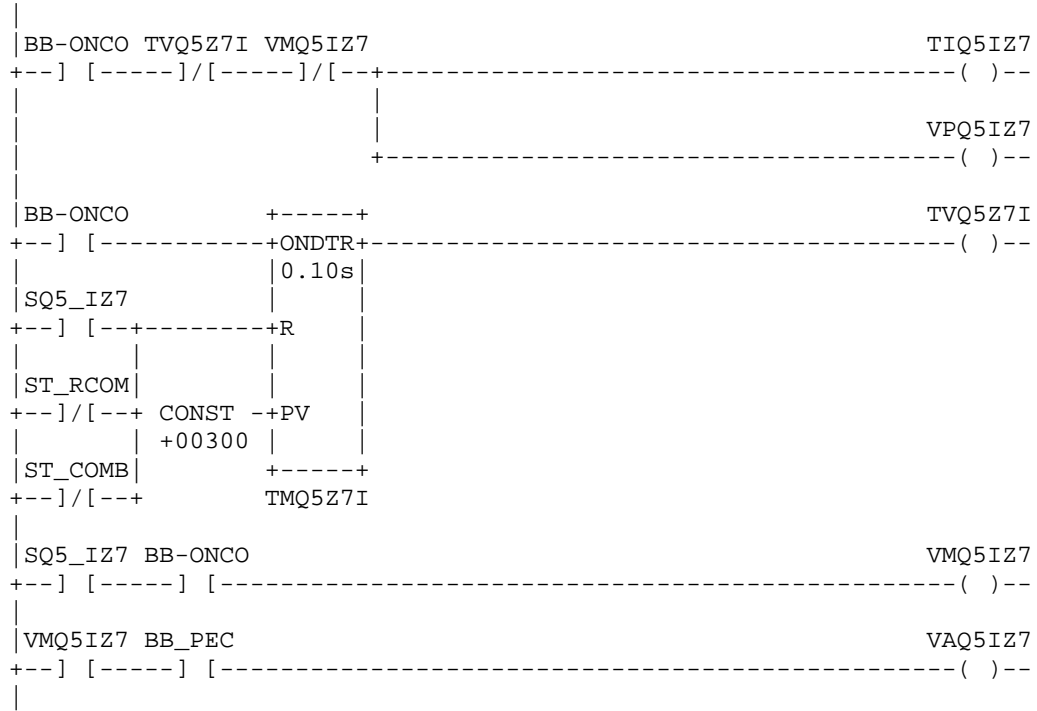 |BB-ONCO TVQ5Z7I VMQ5IZ7 TIQ5IZ7
+--] [-----]/[-----]/[--+--------------------------------------( )--
VPQ5IZ7
+--------------------------------------( )--
|BB-ONCO +-----+ TVQ5Z7I
+--] [-----------+ONDTR+---------------------------------------( )--
| |0.10s|
|SQ5_IZ7 | |
+--] [--+--------+R |
|ST_RCOM| | |
+--]/[--+ CONST -+PV |
| | +00300 | |
|ST_COMB| +-----+
+--]/[--+ TMQ5Z7I
|SQ5_IZ7 BB-ONCO VMQ5IZ7
+--] [-----] [-------------------------------------------------( )--
|VMQ5IZ7 BB_PEC VAQ5IZ7
+--] [-----] [-------------------------------------------------( )--